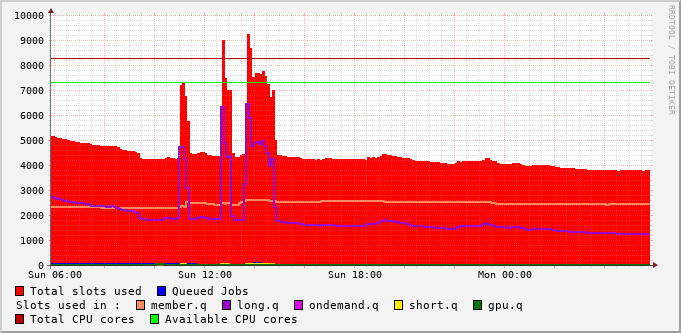 RRDTOOL / TOBI OETIKER
10000
9000
8000
7000
6000
5000
4000
3000
2000
1000
0
Sun 06:00 Sun 12:00 Sun 18:00 Mon 00:00
Total slots used Queued Jobs
Slots used in : member.q long.q ondemand.q short.q gpu.q
Total CPU cores Available CPU cores